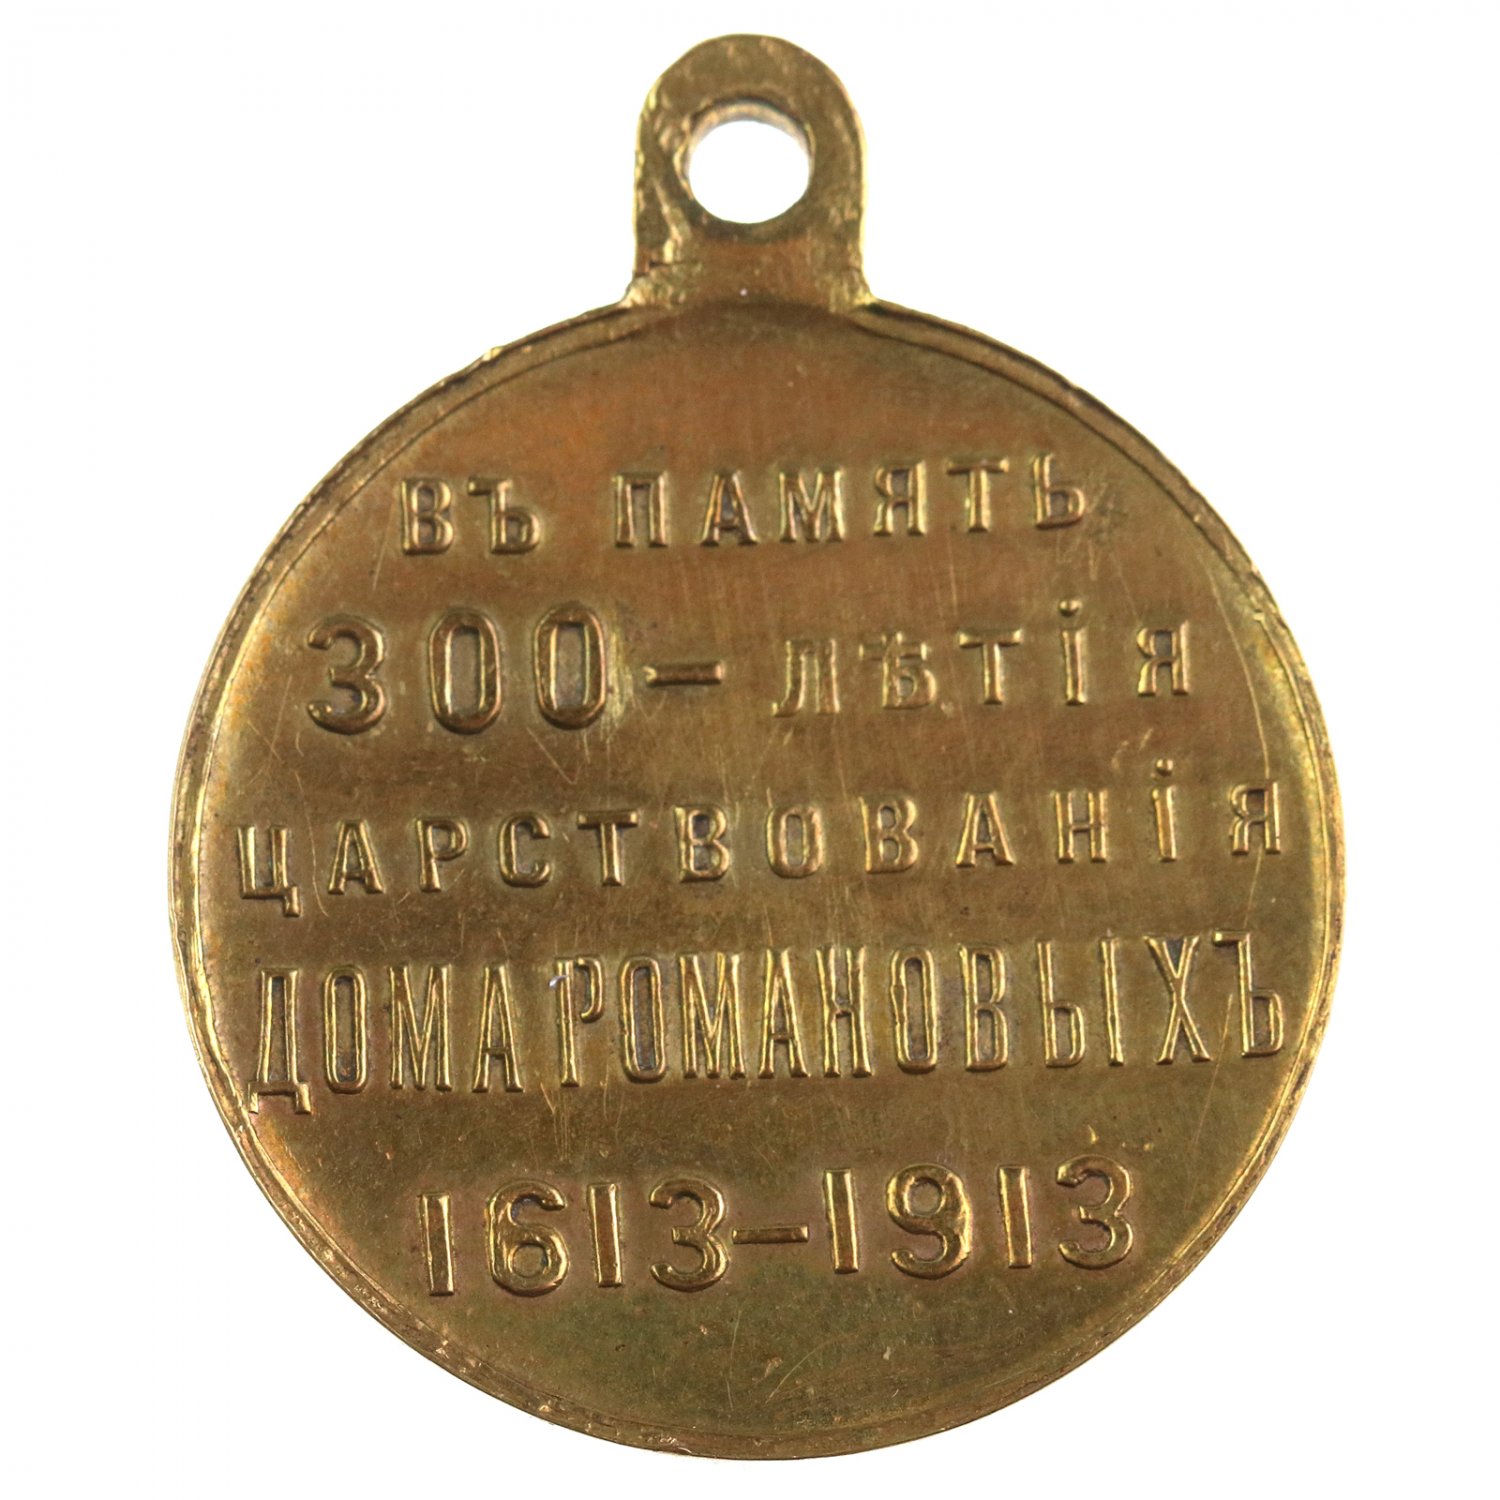 ВЪ ПАМЯТЬ
300-ЛѢТІЯ
ЦАРСТВОВАНІЯ
ДОМА РОМАНОВЫХЪ
1613-1913